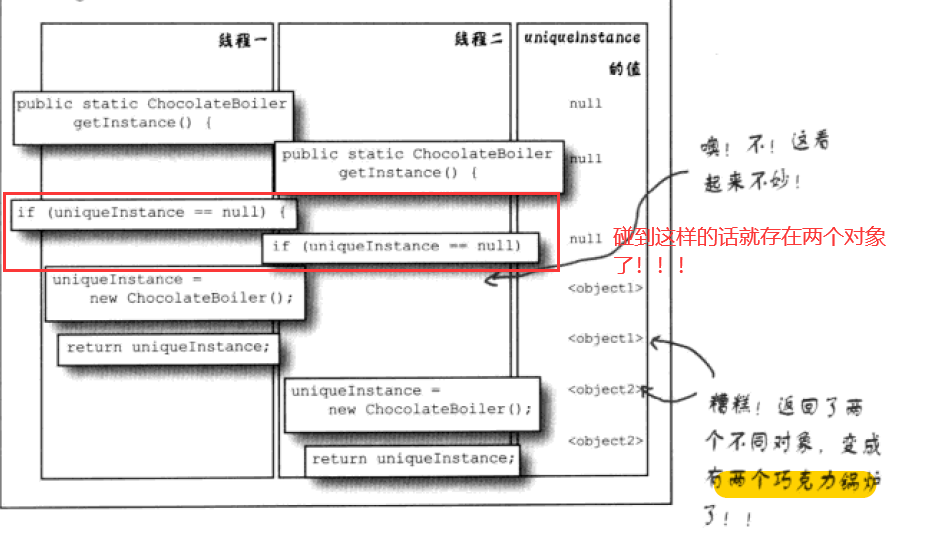 线程一
线程二
uniqueInstance
的值
public static ChocolateBoiler
getInstance() {
null
public static ChocolateBoiler
getInstance() {
null
噢！不！这看
起来不妙！
if (uniqueInstance == null) {
if (uniqueInstance == null)
null
碰到这样的话就存在两个对象
了！！！
uniqueInstance =
new ChocolateBoiler();
<object1>
return uniqueInstance;
<object1>
uniqueInstance =
new ChocolateBoiler();
<object2>
return uniqueInstance;
<object2>
糟糕！返回了两
个不同对象，变成
有两个巧克力锅炉
了！！